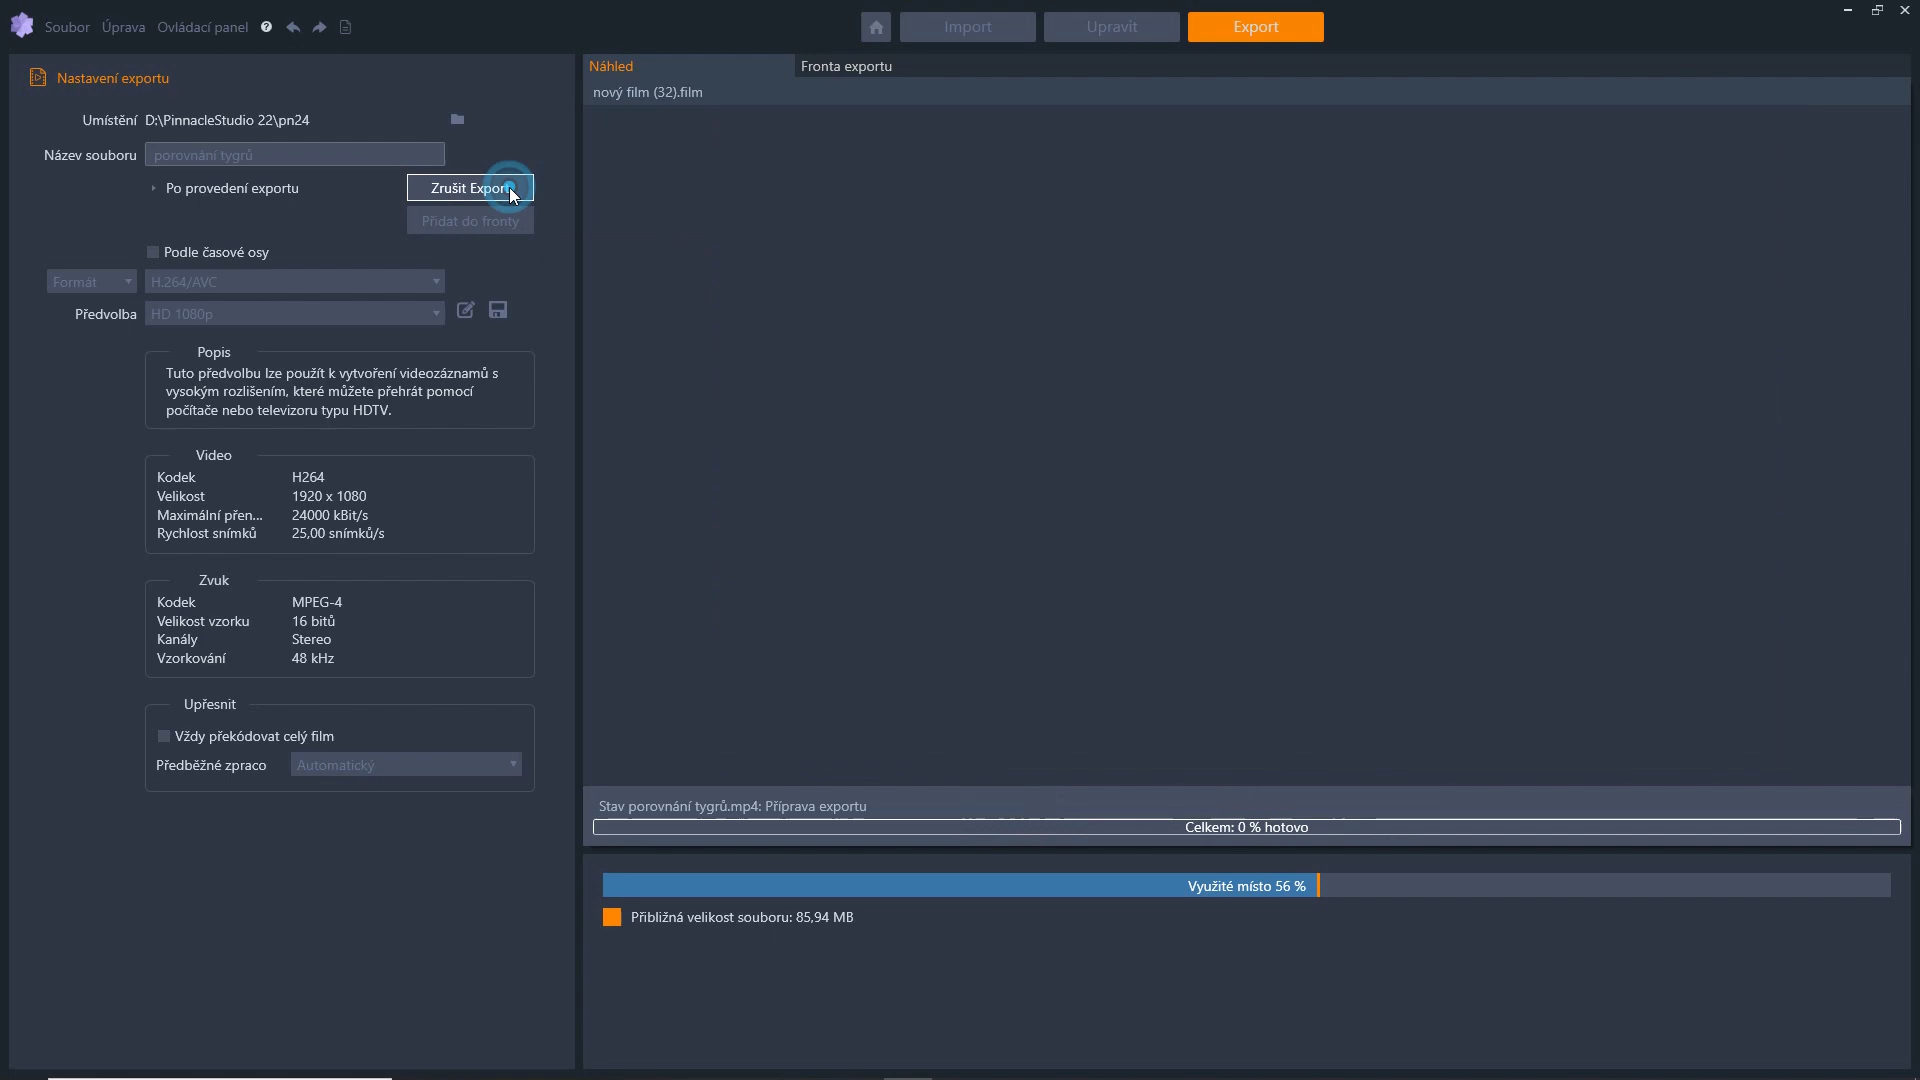 Soubor Úprava Ovládací panel
Import Upravit Export
Nastavení exportu
Umístění D:\PinnacleStudio 22\pn24
Název souboru porovnání tygrů
Po provedení exportu Zrušit Export
Přidat do fronty
Podle časové osy
Formát H.264/AVC
Předvolba HD 1080p
Popis
Tuto předvolbu lze použít k vytvoření videozáznamů s
vysokým rozlišením, které můžete přehrát pomocí
počítače nebo televizoru typu HDTV.
Video
Kodek H264
Velikost 1920 x 1080
Maximální přen... 24000 kBit/s
Rychlost snímků 25,00 snímků/s
Zvuk
Kodek MPEG-4
Velikost vzorku 16 bitů
Kanály Stereo
Vzorkování 48 kHz
Upřesnit
Vždy překódovat celý film
Předběžné zpraco Automatický
Náhled Fronta exportu
nový film (32).film
Stav porovnání tygrů.mp4: Příprava exportu
Celkem: 0 % hotovo
Využité místo 56 %
Přibližná velikost souboru: 85,94 MB